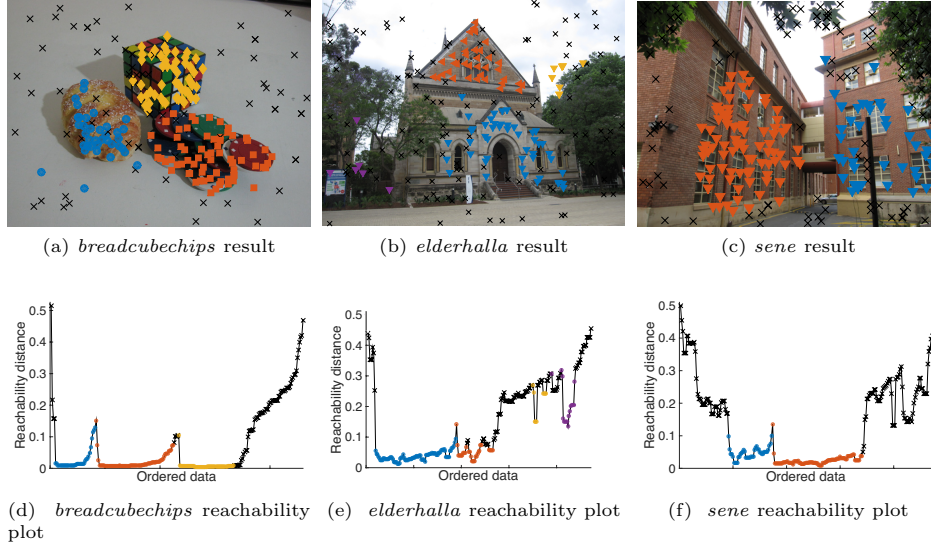 (a) breadcubechips result
(b) elderhalla result
(c) sene result
0.5
0.4
0.3
0.2
0.1
0
Reachability distance
Ordered data
0.5
0.4
0.3
0.2
0.1
0
Reachability distance
Ordered data
0.5
0.4
0.3
0.2
0.1
0
Reachability distance
Ordered data
(d) breadcubechips reachability
plot
(e) elderhalla reachability plot
(f) sene reachability plot